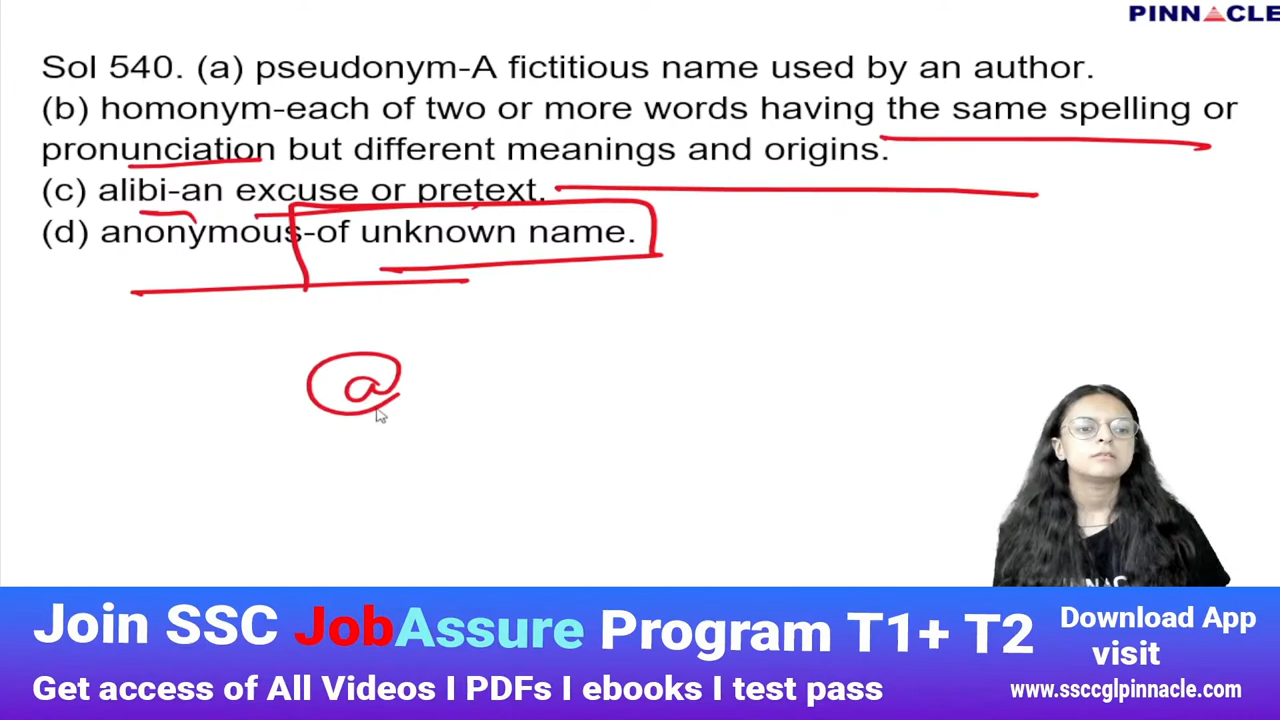 PINNACLE
Sol 540. (a) pseudonym-A fictitious name used by an author.
(b) homonym-each of two or more words having the same spelling or
pronunciation but different meanings and origins.
(c) alibi-an excuse or pretext.
(d) anonymous-of unknown name.
a
Join SSC JobAssure Program T1+ T2
Download App
visit
Get access of All Videos I PDFs I ebooks I test pass
www.ssccglpinnacle.com